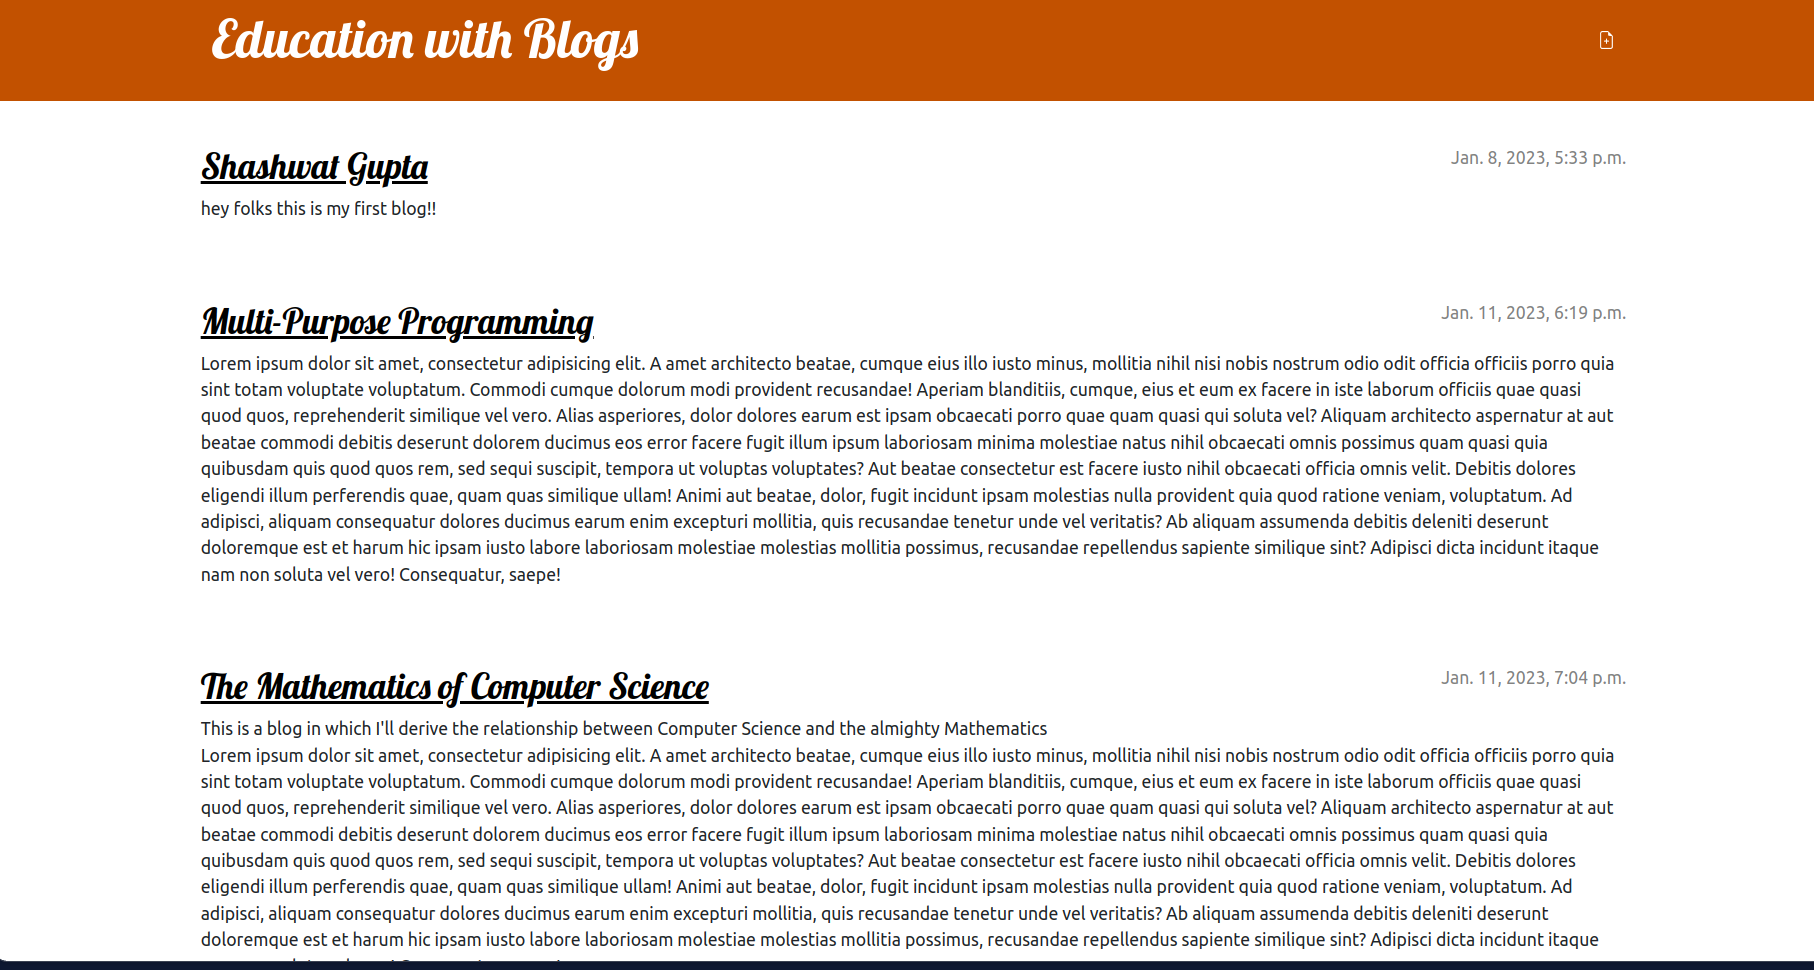 Education with Blogs
Shashwat Gupta
Jan. 8, 2023, 5:33 p.m.
hey folks this is my first blog!!
Multi-Purpose Programming
Jan. 11, 2023, 6:19 p.m.
Lorem ipsum dolor sit amet, consectetur adipisicing elit. A amet architecto beatae, cumque eius illo iusto minus, mollitia nihil nisi nobis nostrum odio odit officia officiis porro quia
sint totam voluptate voluptatum. Commodi cumque dolorum modi provident recusandae! Aperiam blanditiis, cumque, eius et eum ex facere in iste laborum officiis quae quasi
quod quos, reprehenderit similique vel vero. Alias asperiores, dolor dolores earum est ipsam obcaecati porro quae quam quasi qui soluta vel? Aliquam architecto aspernatur at aut
beatae commodi debitis deserunt dolorem ducimus eos error facere fugit illum ipsum laboriosam minima molestiae natus nihil obcaecati omnis possimus quam quasi quia
quibusdam quis quod quos rem, sed sequi suscipit, tempora ut voluptas voluptates? Aut beatae consectetur est facere iusto nihil obcaecati officia omnis velit. Debitis dolores
eligendi illum perferendis quae, quam quas similique ullam! Animi aut beatae, dolor, fugit incidunt ipsam molestias nulla provident quia quod ratione veniam, voluptatum. Ad
adipisci, aliquam consequatur dolores ducimus earum enim excepturi mollitia, quis recusandae tenetur unde vel veritatis? Ab aliquam assumenda debitis deleniti deserunt
doloremque est et harum hic ipsam iusto labore laboriosam molestiae molestias mollitia possimus, recusandae repellendus sapiente similique sint? Adipisci dicta incidunt itaque
nam non soluta vel vero! Consequatur, saepe!
The Mathematics of Computer Science
Jan. 11, 2023, 7:04 p.m.
This is a blog in which I'll derive the relationship between Computer Science and the almighty Mathematics
Lorem ipsum dolor sit amet, consectetur adipisicing elit. A amet architecto beatae, cumque eius illo iusto minus, mollitia nihil nisi nobis nostrum odio odit officia officiis porro quia
sint totam voluptate voluptatum. Commodi cumque dolorum modi provident recusandae! Aperiam blanditiis, cumque, eius et eum ex facere in iste laborum officiis quae quasi
quod quos, reprehenderit similique vel vero. Alias asperiores, dolor dolores earum est ipsam obcaecati porro quae quam quasi qui soluta vel? Aliquam architecto aspernatur at aut
beatae commodi debitis deserunt dolorem ducimus eos error facere fugit illum ipsum laboriosam minima molestiae natus nihil obcaecati omnis possimus quam quasi quia
quibusdam quis quod quos rem, sed sequi suscipit, tempora ut voluptas voluptates? Aut beatae consectetur est facere iusto nihil obcaecati officia omnis velit. Debitis dolores
eligendi illum perferendis quae, quam quas similique ullam! Animi aut beatae, dolor, fugit incidunt ipsam molestias nulla provident quia quod ratione veniam, voluptatum. Ad
adipisci, aliquam consequatur dolores ducimus earum enim excepturi mollitia, quis recusandae tenetur unde vel veritatis? Ab aliquam assumenda debitis deleniti deserunt
doloremque est et harum hic ipsam iusto labore laboriosam molestiae molestias mollitia possimus, recusandae repellendus sapiente similique sint? Adipisci dicta incidunt itaque